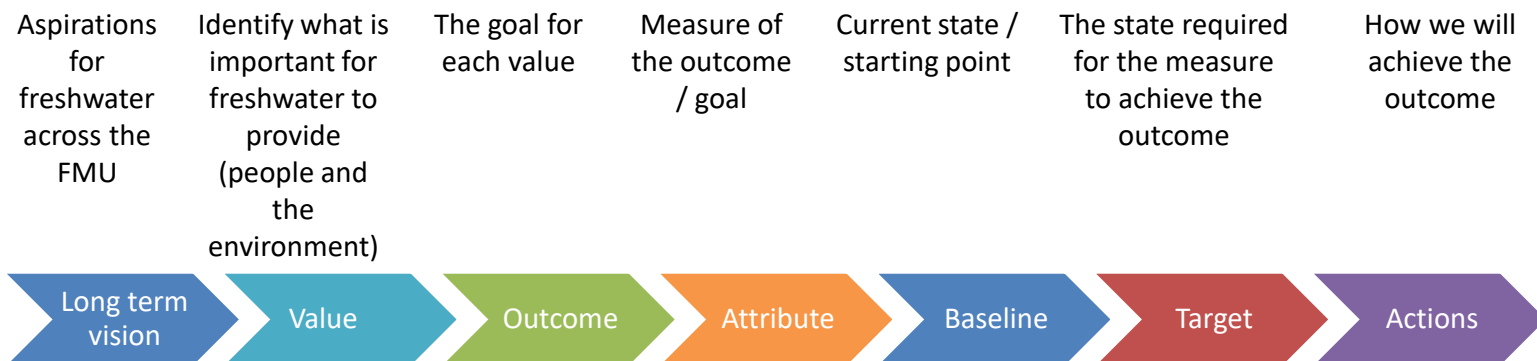 Aspirations
for
freshwater
across the
FMU
Identify what is
important for
freshwater to
provide
(people and
the
environment)
The goal for
each value
Measure of
the outcome
/ goal
Current state /
starting point
The state required
for the measure
to achieve the
outcome
How we will
achieve the
outcome
Long term
vision
Value
Outcome
Attribute
Baseline
Target
Actions